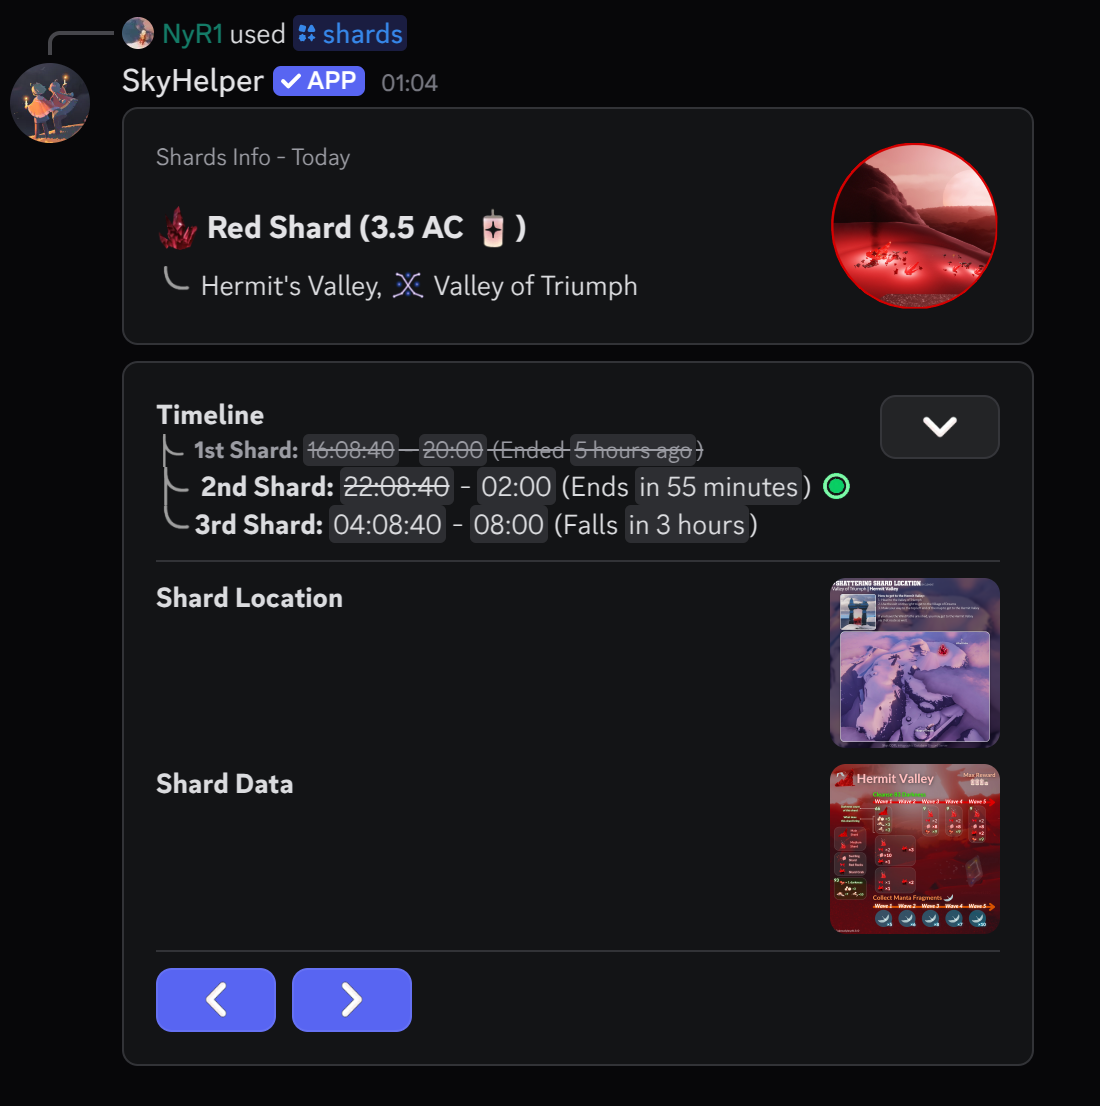 NyR1 used shards
SkyHelper APP 01:04
Shards Info - Today
Red Shard (3.5 AC )
Hermit's Valley, Valley of Triumph
Timeline
1st Shard: 16:08:40 - 20:00 (Ended 5 hours ago)
2nd Shard: 22:08:40 - 02:00 (Ends in 55 minutes)
3rd Shard: 04:08:40 - 08:00 (Falls in 3 hours)
Shard Location
SHATTERING SHARD LOCATION
Valley of Triumph | Hermit Valley
Shard Data
Hermit Valley
Max Reward
Wave 1 Wave 2 Wave 3 Wave 4 Wave 5
Collect Manta Fragments
Wave 1 Wave 2 Wave 3 Wave 4 Wave 5